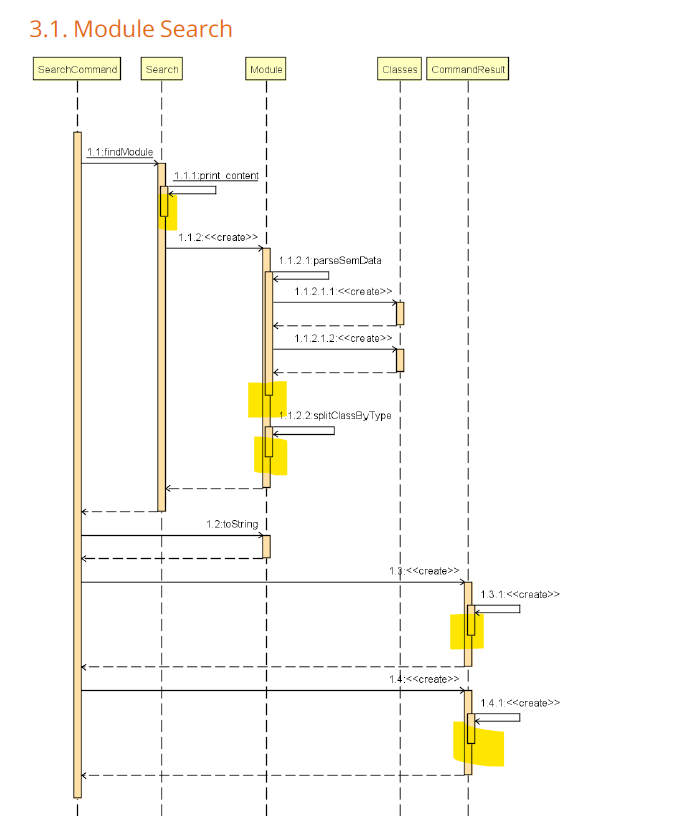 3.1. Module Search
SearchCommand Search Module Classes CommandResult
1.1:findModule
1.1.1:print_content
1.1.2:<<create>>
1.1.2.1:parseSemData
1.1.2.1.1:<<create>>
1.1.2.1.2:<<create>>
1.1.2.2:splitClassByType
1.2:toString
1.3:<<create>>
1.3.1:<<create>>
1.4:<<create>>
1.4.1:<<create>>